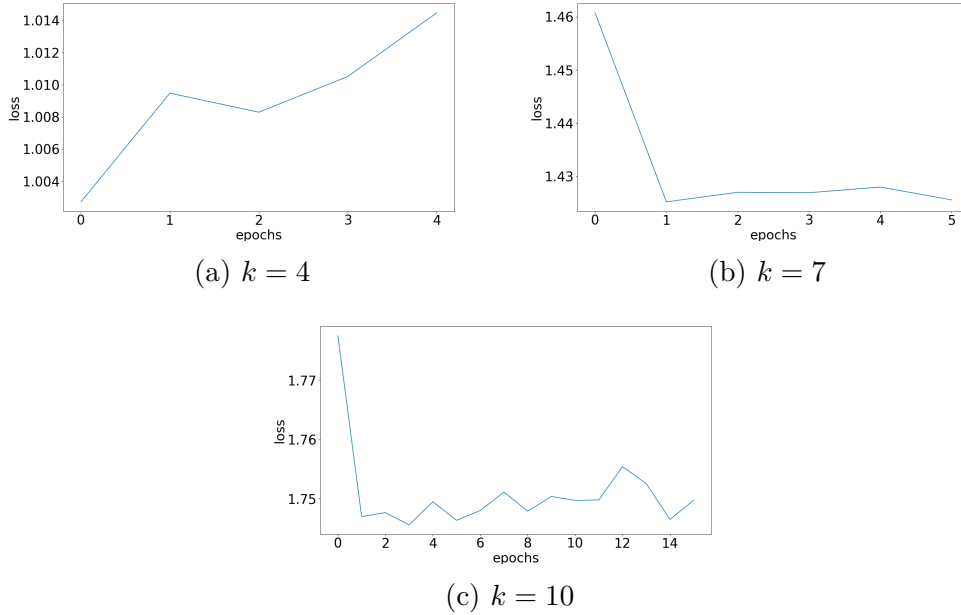 1.014
1.012
1.010
1.008
1.006
1.004
loss
0 1 2 3 4
epochs
(a) k = 4
1.46
1.45
1.44
1.43
loss
0 1 2 3 4 5
epochs
(b) k = 7
1.77
1.76
1.75
loss
0 2 4 6 8 10 12 14
epochs
(c) k = 10